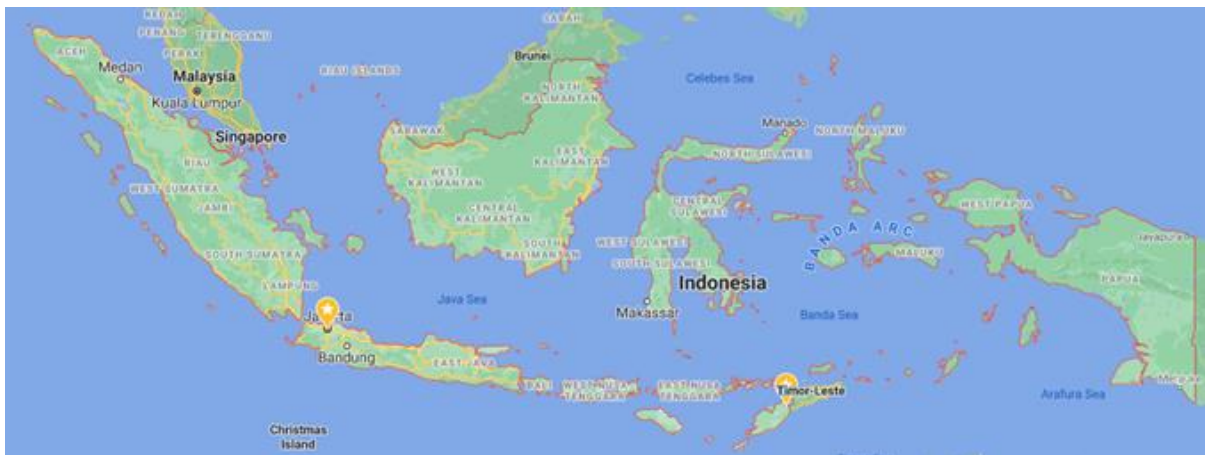 KEDAH
PENANG
TERENGGANU
PERAK
SABAH
ACEH
Medan
Malaysia
Kuala Lumpur
RIAU ISLANDS
Brunei
NORTH
KALIMANTAN
Celebes Sea
Singapore
SARAWAK
Manado
NORTH MALUKU
RIAU
EAST
KALIMANTAN
NORTH SULAWESI
WEST SUMATRA
JAMBI
WEST
KALIMANTAN
CENTRAL
KALIMANTAN
CENTRAL
SULAWESI
WEST PAPUA
SOUTH SUMATRA
SOUTH
KALIMANTAN
WEST SULAWESI
SOUTH SULAWESI
BANDA ARC
MALUKU
Jayapura
PAPUA
LAMPUNG
Indonesia
Java Sea
Makassar
Banda Sea
Jakarta
Bandung
EAST JAVA
BALI
WEST NUSA
TENGGARA
EAST NUSA
TENGGARA
Timor-Leste
Arafura Sea
Christmas
Island